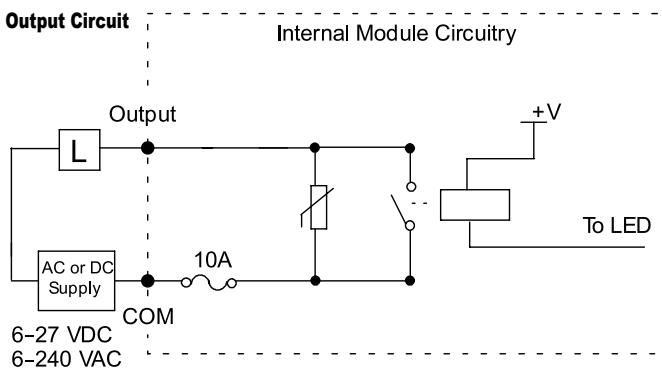 Output Circuit
Internal Module Circuitry
Output
+V
L
To LED
AC or DC
Supply
10A
COM
6–27 VDC
6–240 VAC